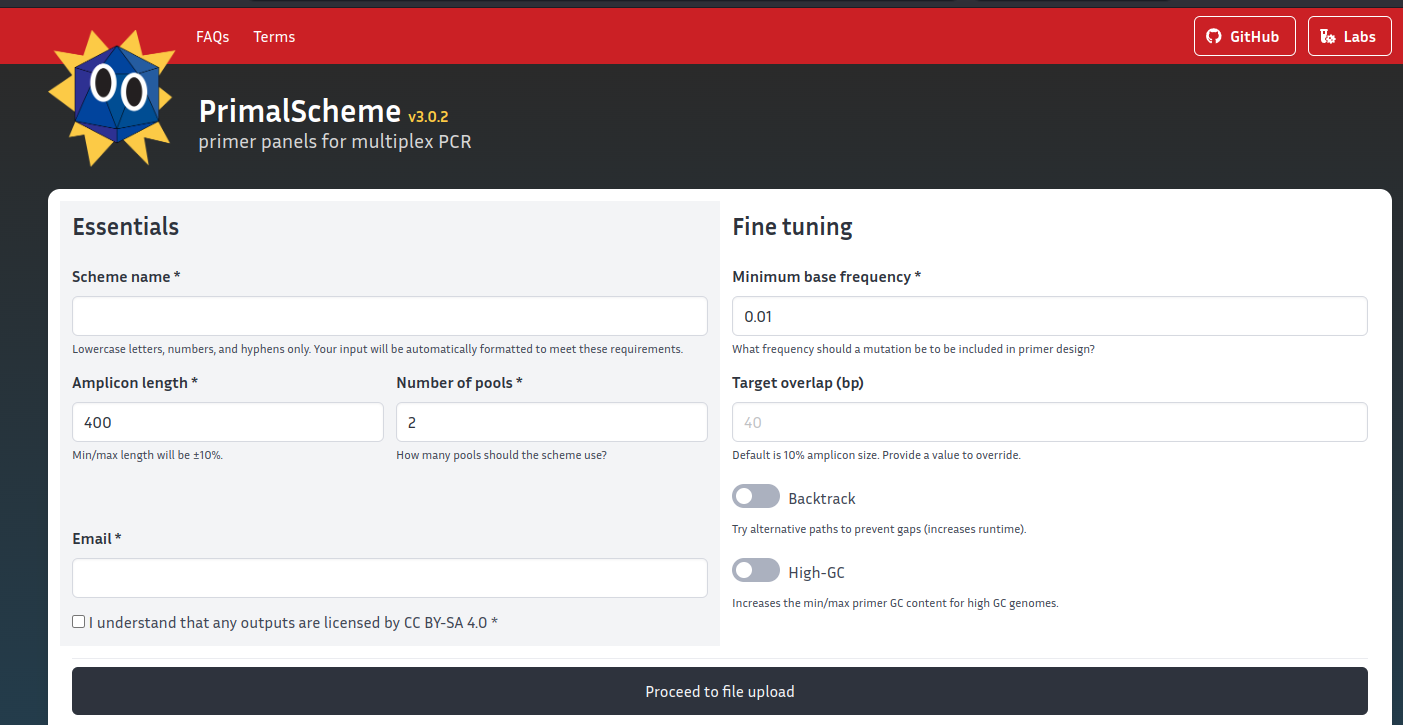 FAQs Terms GitHub Labs
PrimalScheme v3.0.2
primer panels for multiplex PCR
Essentials
Scheme name *
Lowercase letters, numbers, and hyphens only. Your input will be automatically formatted to meet these requirements.
Amplicon length * Number of pools *
400 2
Min/max length will be ±10%. How many pools should the scheme use?
Email *
I understand that any outputs are licensed by CC BY-SA 4.0 *
Fine tuning
Minimum base frequency *
0.01
What frequency should a mutation be to be included in primer design?
Target overlap (bp)
40
Default is 10% amplicon size. Provide a value to override.
Backtrack
Try alternative paths to prevent gaps (increases runtime).
High-GC
Increases the min/max primer GC content for high GC genomes.
Proceed to file upload